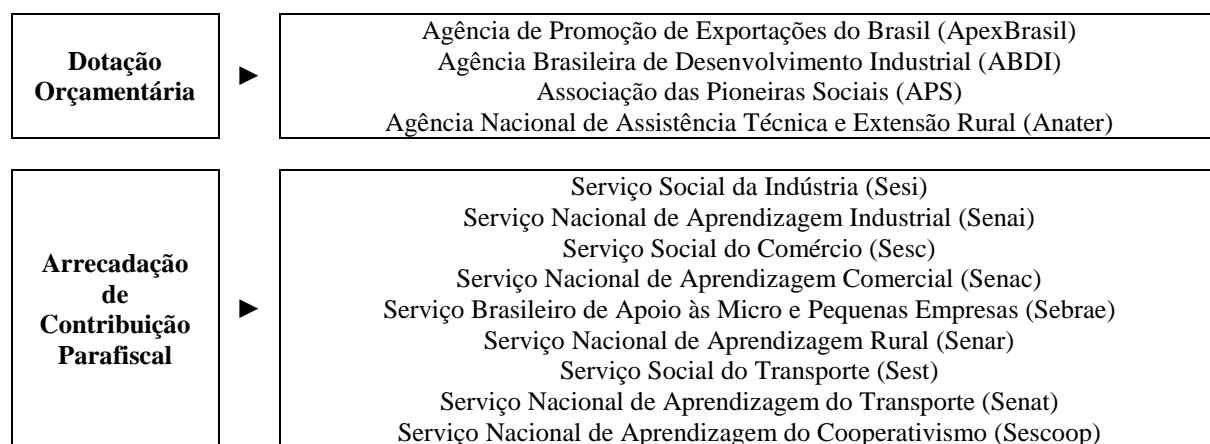 Dotação
Orçamentária
►
Agência de Promoção de Exportações do Brasil (ApexBrasil)
Agência Brasileira de Desenvolvimento Industrial (ABDI)
Associação das Pioneiras Sociais (APS)
Agência Nacional de Assistência Técnica e Extensão Rural (Anater)
Arrecadação
de
Contribuição
Parafiscal
►
Serviço Social da Indústria (Sesi)
Serviço Nacional de Aprendizagem Industrial (Senai)
Serviço Social do Comércio (Sesc)
Serviço Nacional de Aprendizagem Comercial (Senac)
Serviço Brasileiro de Apoio às Micro e Pequenas Empresas (Sebrae)
Serviço Nacional de Aprendizagem Rural (Senar)
Serviço Social do Transporte (Sest)
Serviço Nacional de Aprendizagem do Transporte (Senat)
Serviço Nacional de Aprendizagem do Cooperativismo (Sescoop)